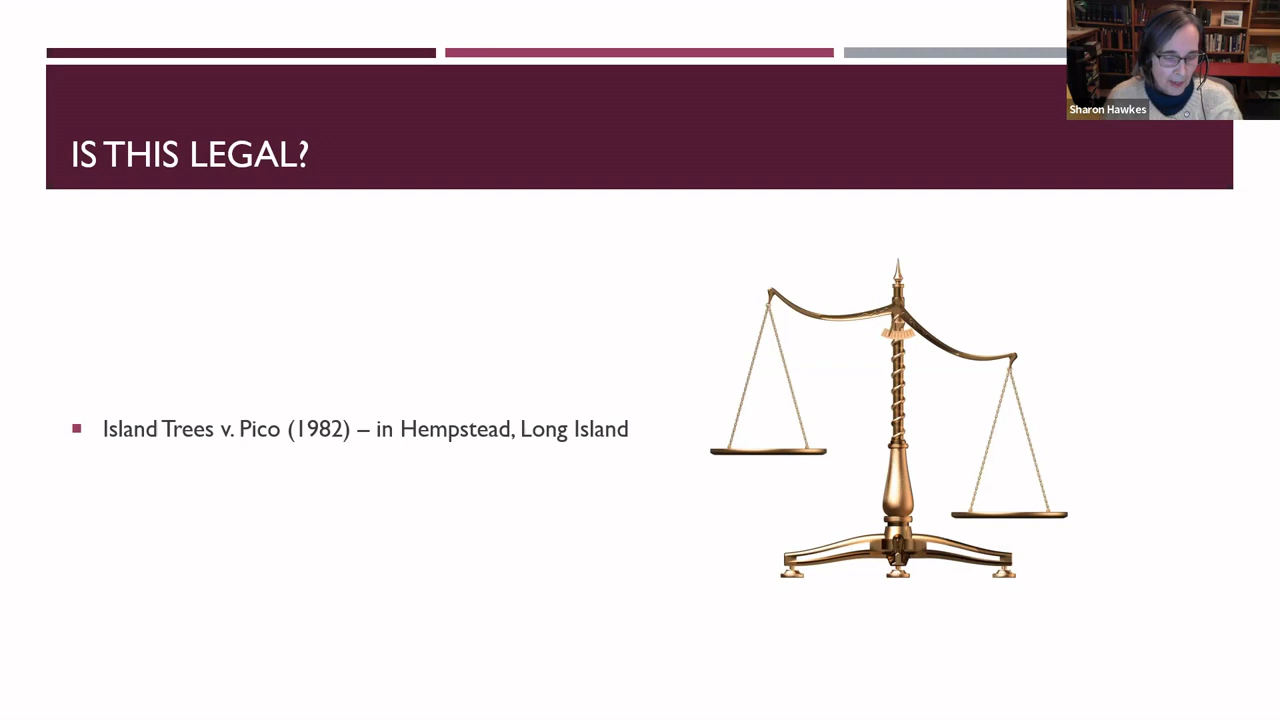 Sharon Hawkes
IS THIS LEGAL?
Island Trees v. Pico (1982) – in Hempstead, Long Island